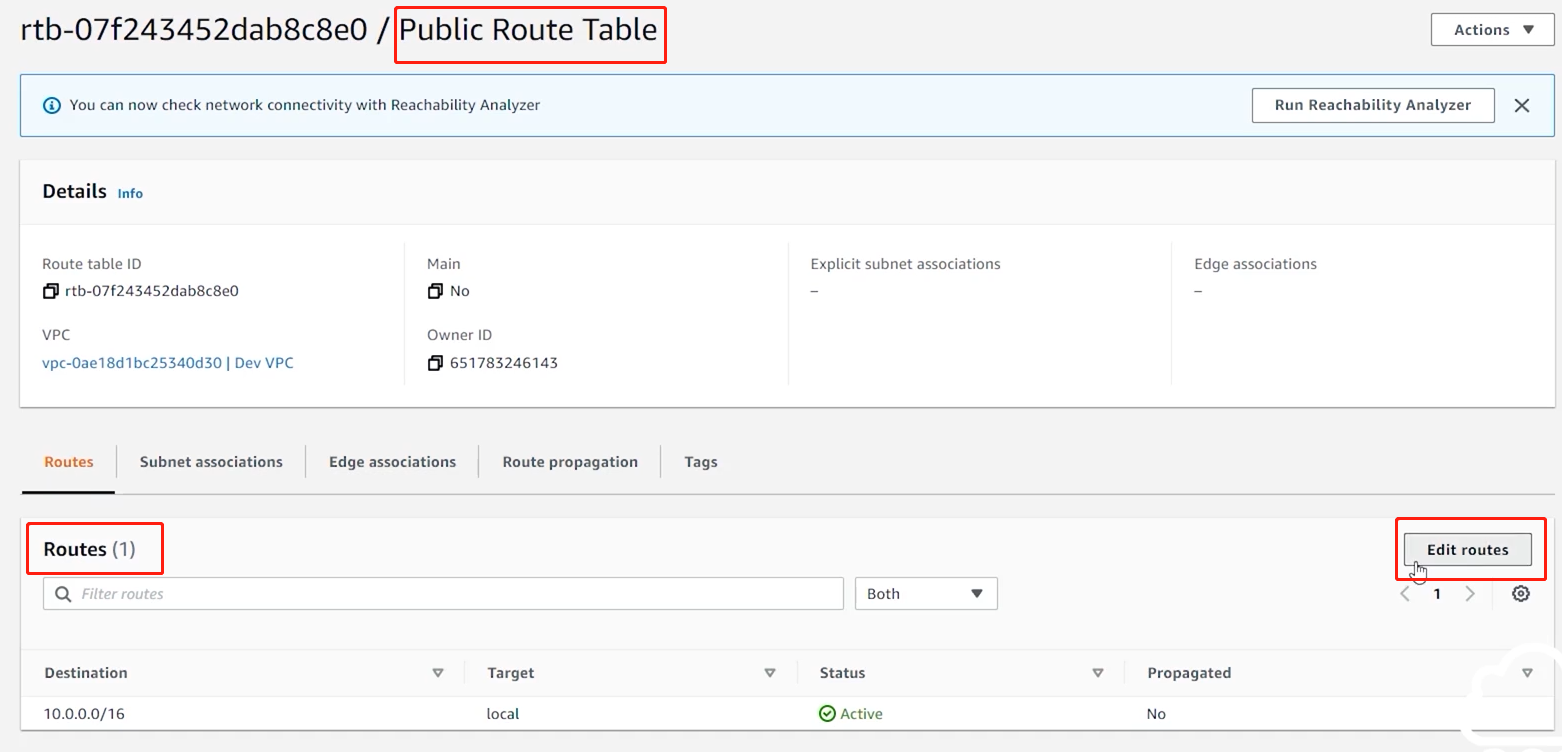 rtb-07f243452dab8c8e0 / Public Route Table
Actions
You can now check network connectivity with Reachability Analyzer
Run Reachability Analyzer
Details Info
Route table ID
rtb-07f243452dab8c8e0
Main
No
Explicit subnet associations
–
Edge associations
–
VPC
vpc-0ae18d1bc25340d30 | Dev VPC
Owner ID
651783246143
Routes
Subnet associations
Edge associations
Route propagation
Tags
Routes (1)
Edit routes
Filter routes
Both
1
Destination Target Status Propagated
10.0.0.0/16 local Active No